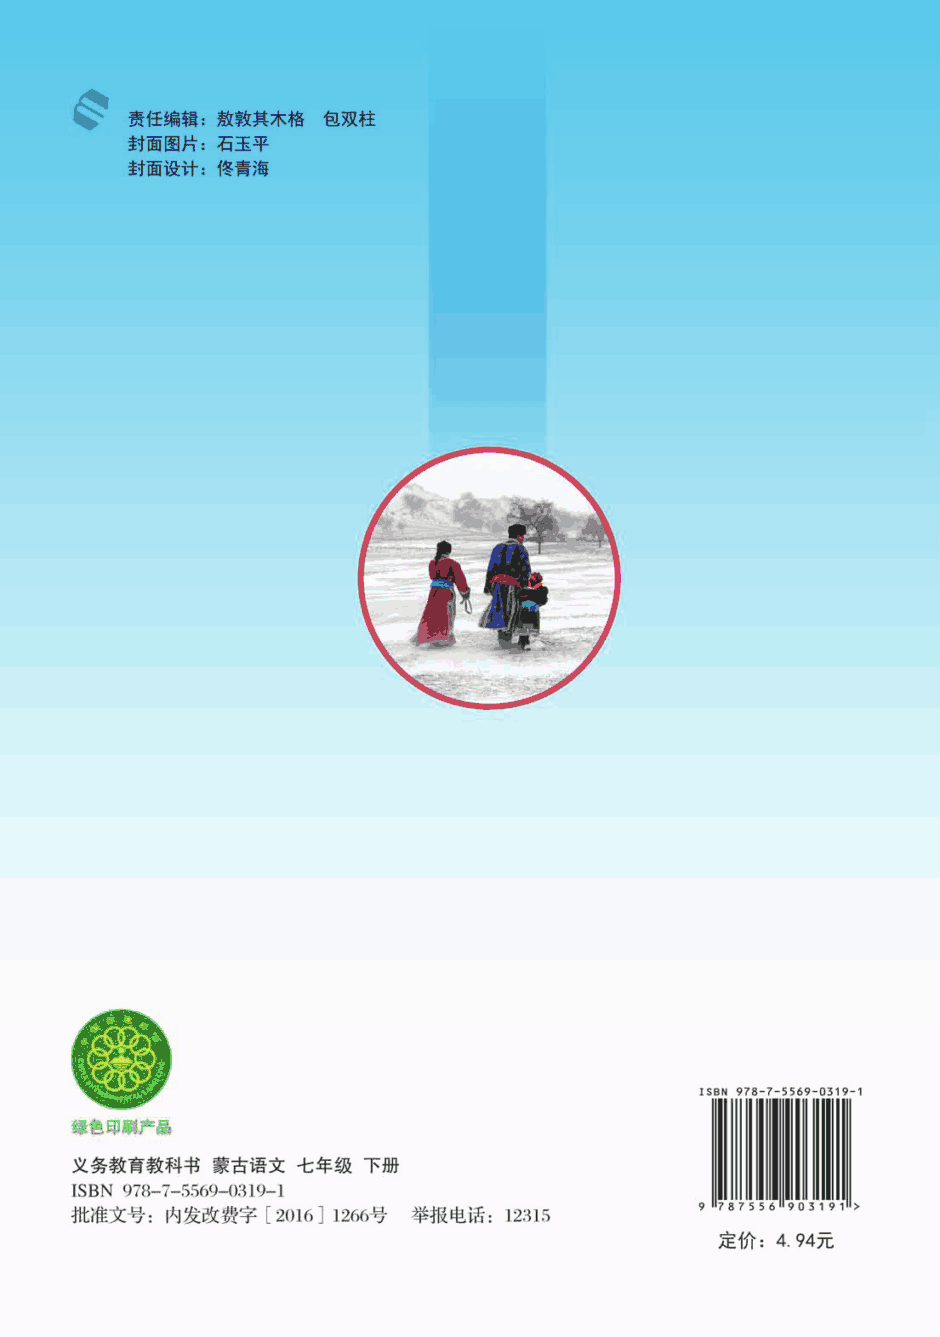 责任编辑：敖敦其木格　包双柱
封面图片：石玉平
封面设计：佟青海
绿色印刷产品
义务教育教科书 蒙古语文 七年级 下册
ISBN 978-7-5569-0319-1
批准文号：内发改费字［2016］1266号　举报电话：12315
ISBN 978-7-5569-0319-1
9 787556 903191>
定价：4.94元